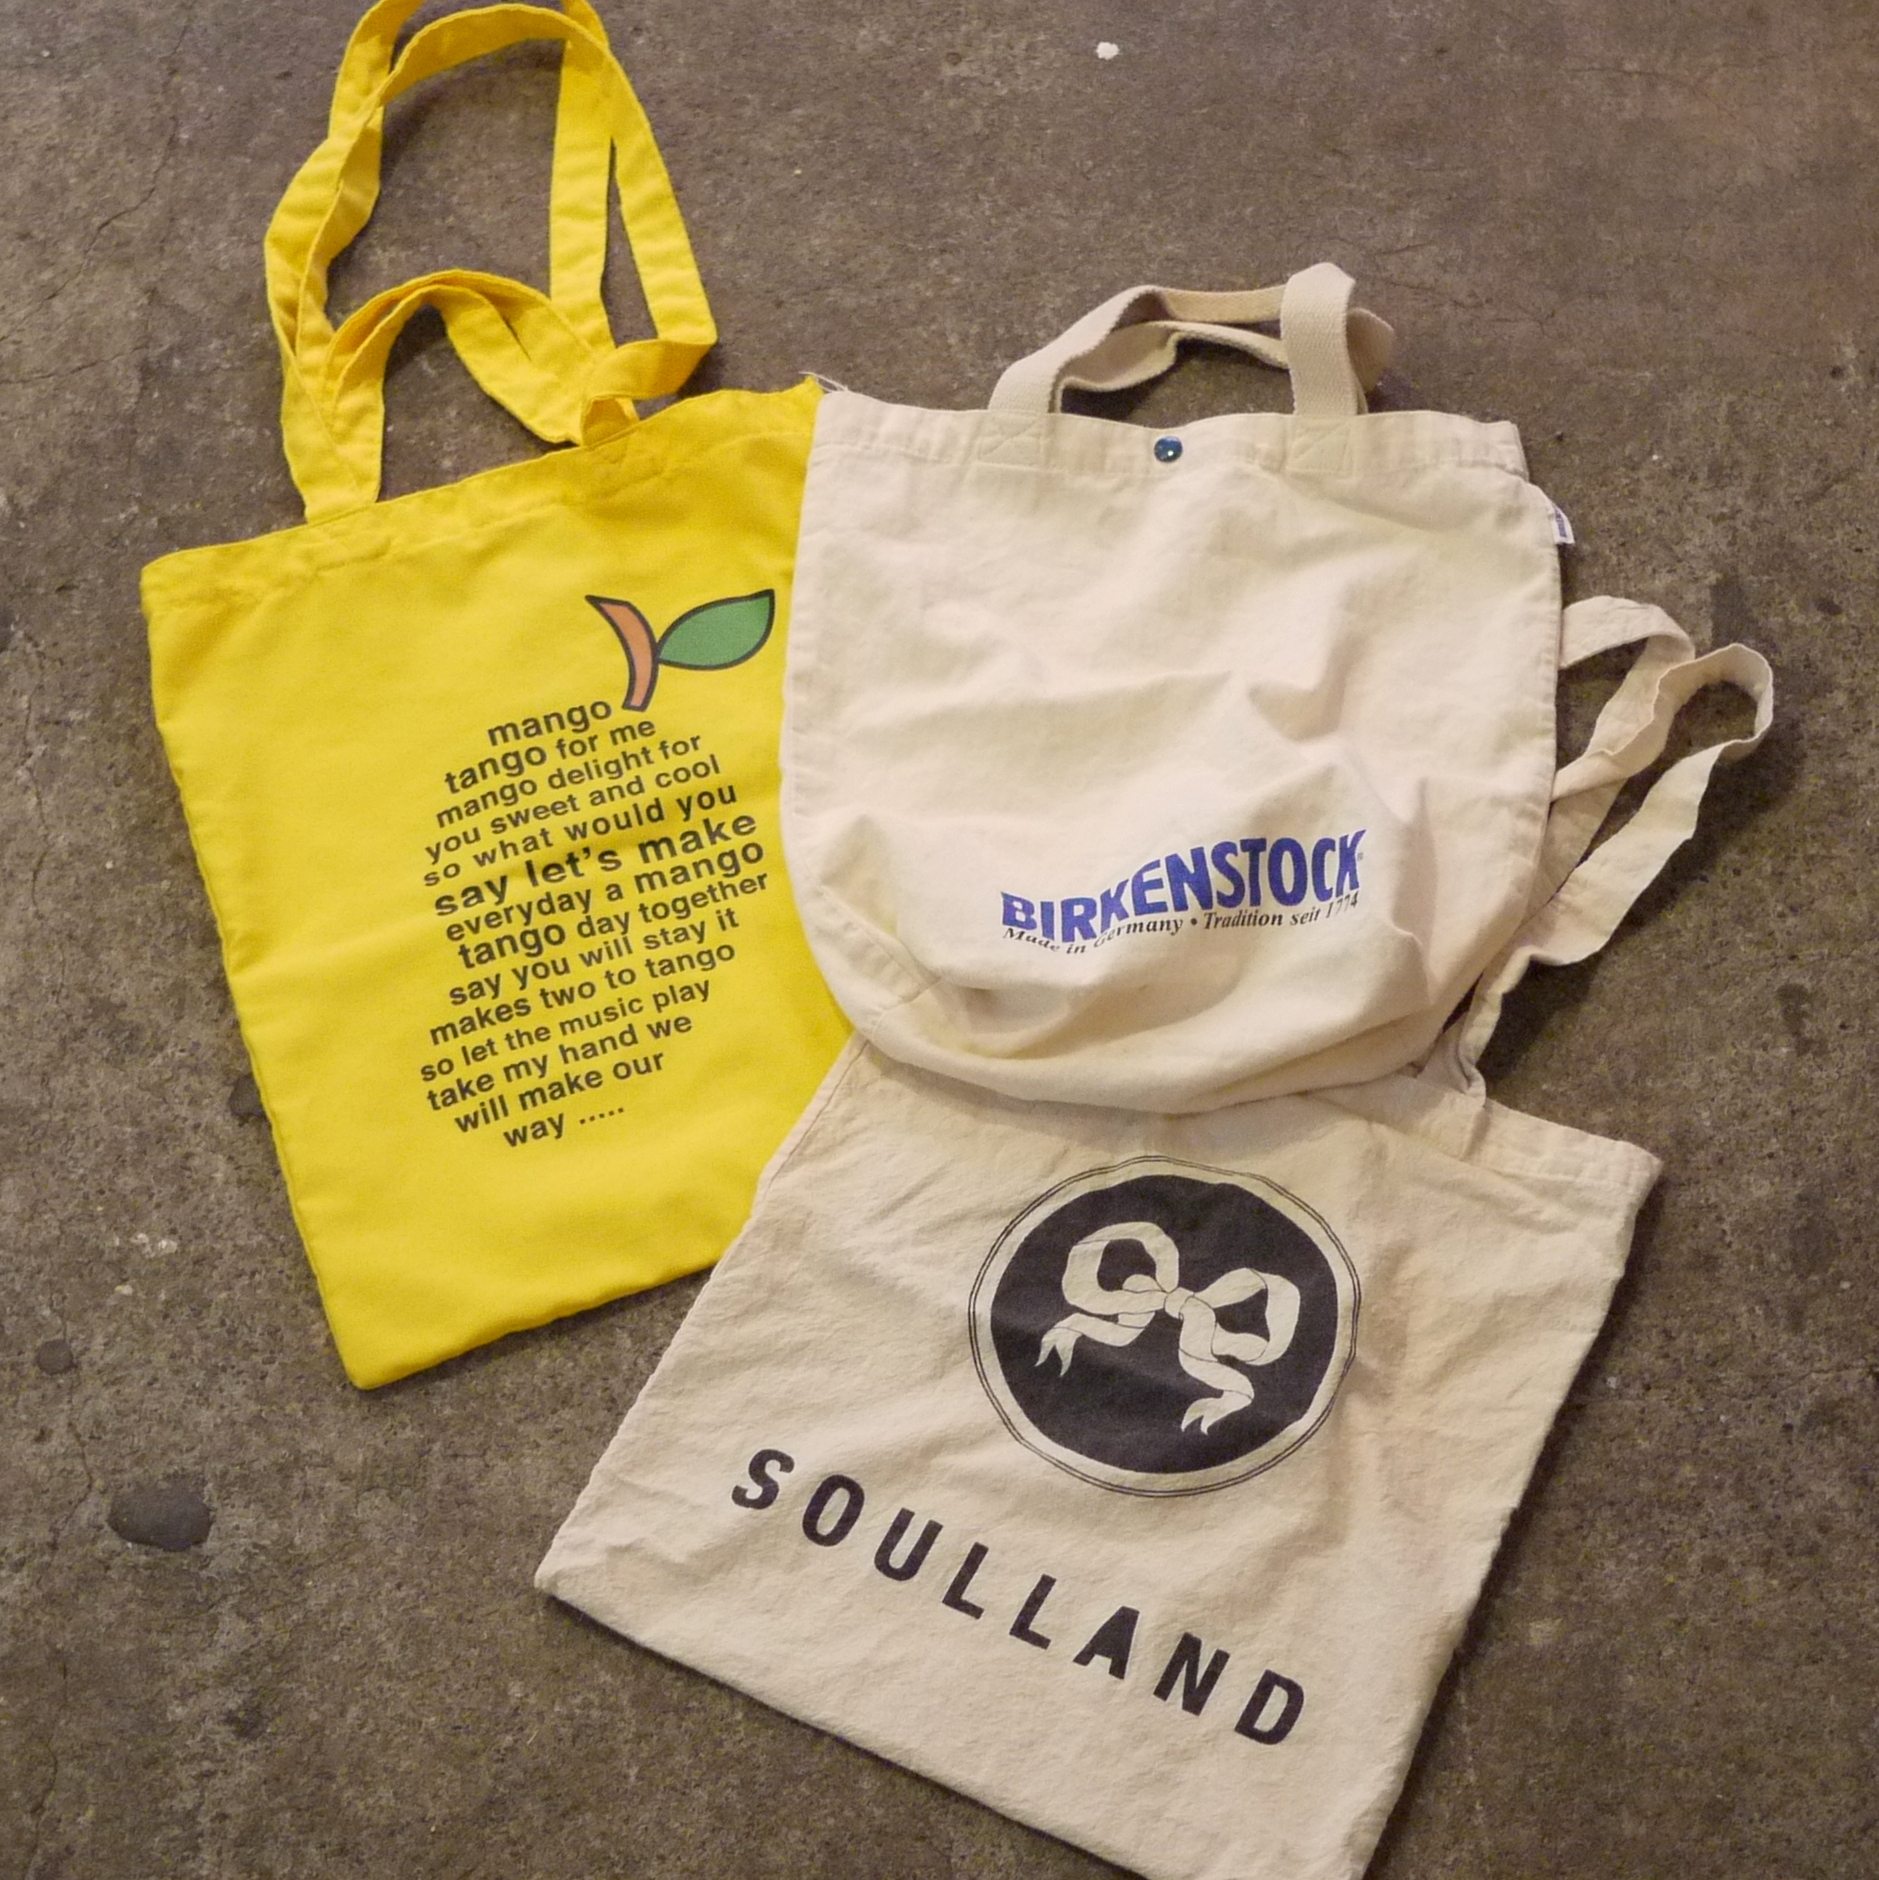 mango
tango for me
mango delight for
you sweet and cool
so what would you
say let's make
everyday a mango
tango day together
say you will stay it
makes two to tango
so let the music play
take my hand we
will make our
way .....
BIRKENSTOCK
Made in Germany • Tradition seit 1774
SOULLAND